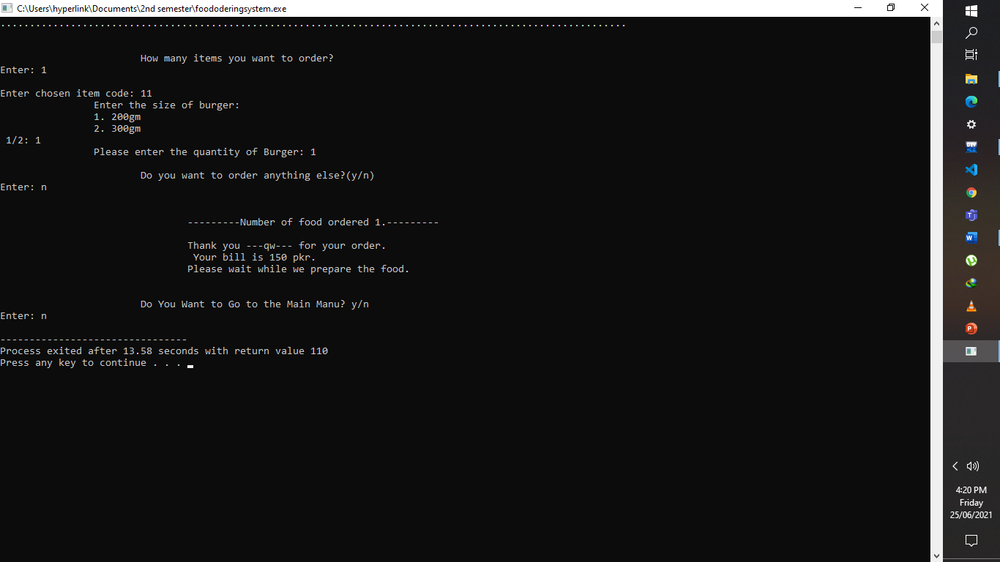 C:\Users\hyperlink\Documents\2nd semester\foododeringsystem.exe
...........................................................................................................
How many items you want to order?
Enter: 1
Enter chosen item code: 11
Enter the size of burger:
1. 200gm
2. 300gm
1/2: 1
Please enter the quantity of Burger: 1
Do you want to order anything else?(y/n)
Enter: n
---------Number of food ordered 1.---------
Thank you ---qw--- for your order.
Your bill is 150 pkr.
Please wait while we prepare the food.
Do You Want to Go to the Main Manu? y/n
Enter: n
--------------------------------
Process exited after 13.58 seconds with return value 110
Press any key to continue . . .
DEV
4:20 PM
Friday
25/06/2021